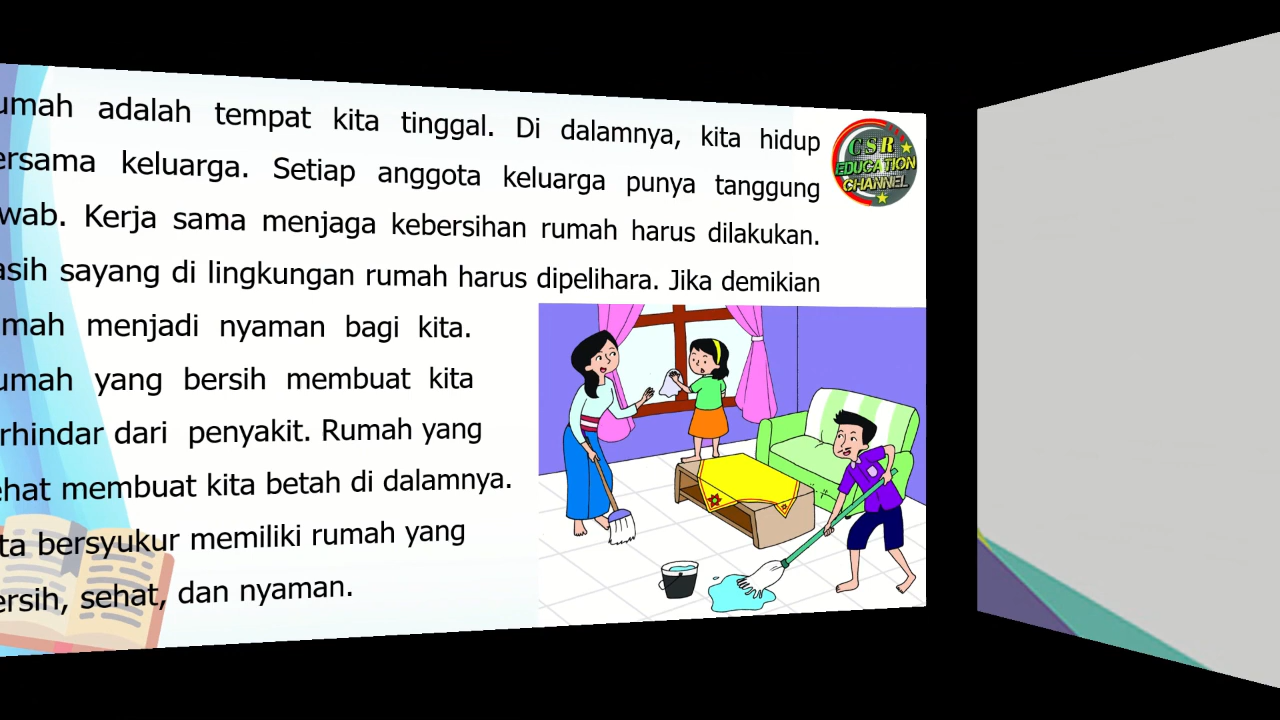 umah adalah tempat kita tinggal. Di dalamnya, kita hidup
ersama keluarga. Setiap anggota keluarga punya tanggung
wab. Kerja sama menjaga kebersihan rumah harus dilakukan.
asih sayang di lingkungan rumah harus dipelihara. Jika demikian
mah menjadi nyaman bagi kita.
umah yang bersih membuat kita
rhindar dari penyakit. Rumah yang
ehat membuat kita betah di dalamnya.
ta bersyukur memiliki rumah yang
ersih, sehat, dan nyaman.
GSR
EDUCATION
CHANNEL